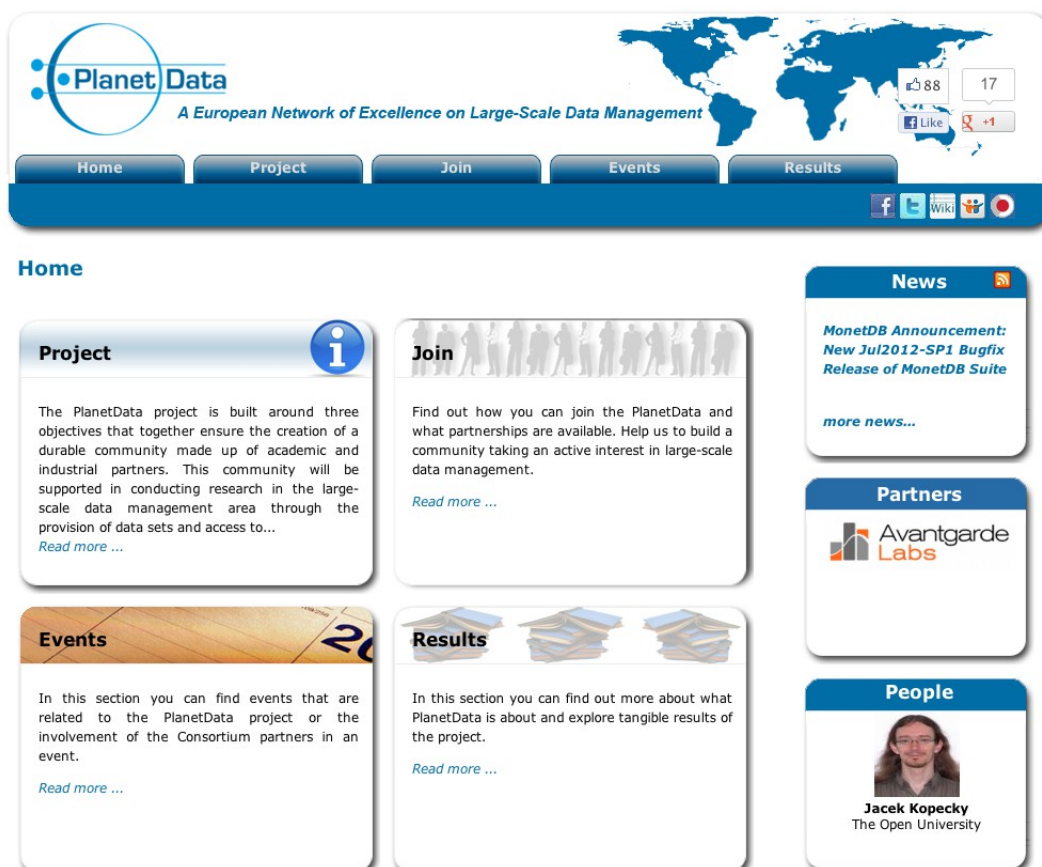 Planet Data
A European Network of Excellence on Large-Scale Data Management
88
17
Like
+1
Home
Project
Join
Events
Results
Wiki
Home
Project
The PlanetData project is built around three
objectives that together ensure the creation of a
durable community made up of academic and
industrial partners. This community will be
supported in conducting research in the large-
scale data management area through the
provision of data sets and access to...
Read more ...
Join
Find out how you can join the PlanetData and
what partnerships are available. Help us to build a
community taking an active interest in large-scale
data management.
Read more ...
Events
20
In this section you can find events that are
related to the PlanetData project or the
involvement of the Consortium partners in an
event.
Read more ...
Results
In this section you can find out more about what
PlanetData is about and explore tangible results of
the project.
Read more ...
News
MonetDB Announcement:
New Jul2012-SP1 Bugfix
Release of MonetDB Suite
more news...
Partners
Avantgarde
Labs
People
Jacek Kopecky
The Open University